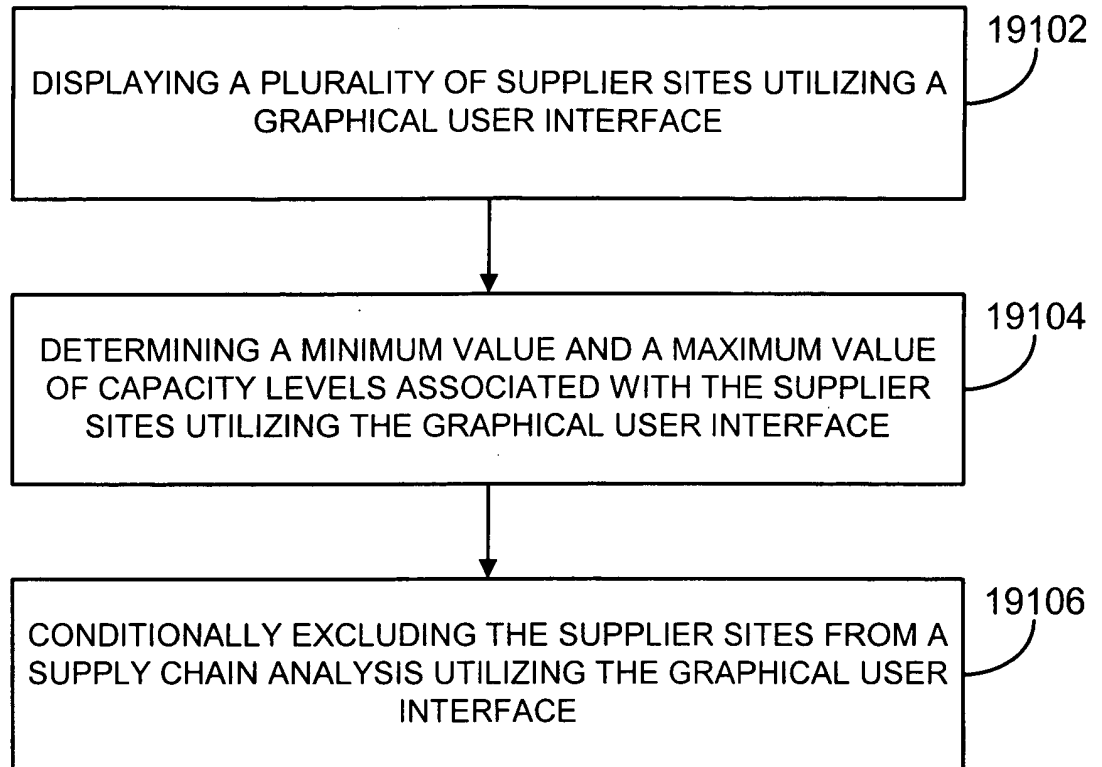 19102
DISPLAYING A PLURALITY OF SUPPLIER SITES UTILIZING A
GRAPHICAL USER INTERFACE
19104
DETERMINING A MINIMUM VALUE AND A MAXIMUM VALUE
OF CAPACITY LEVELS ASSOCIATED WITH THE SUPPLIER
SITES UTILIZING THE GRAPHICAL USER INTERFACE
19106
CONDITIONALLY EXCLUDING THE SUPPLIER SITES FROM A
SUPPLY CHAIN ANALYSIS UTILIZING THE GRAPHICAL USER
INTERFACE